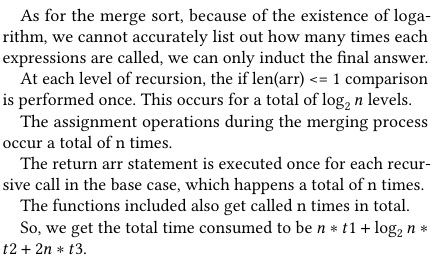 As for the merge sort, because of the existence of loga-
rithm, we cannot accurately list out how many times each
expressions are called, we can only induct the final answer.
At each level of recursion, the if len(arr) <= 1 comparison
is performed once. This occurs for a total of log₂ n levels.
The assignment operations during the merging process
occur a total of n times.
The return arr statement is executed once for each recur-
sive call in the base case, which happens a total of n times.
The functions included also get called n times in total.
So, we get the total time consumed to be n ∗ t1 + log₂ n ∗
t2 + 2n ∗ t3.